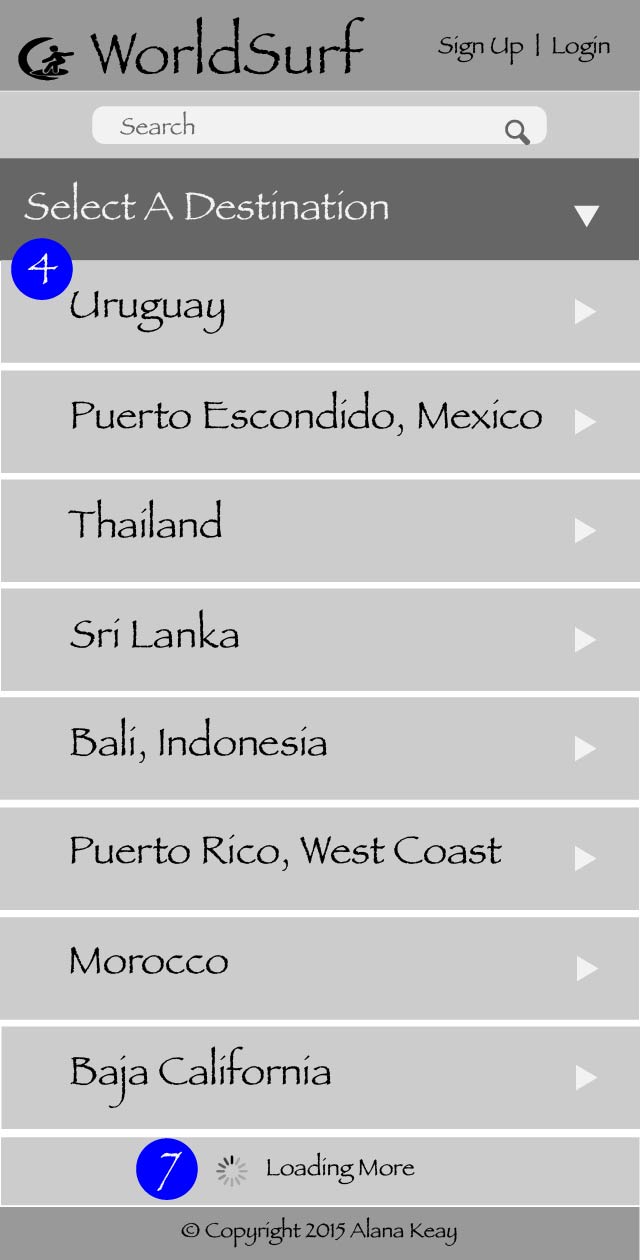 WorldSurf
Sign Up | Login
Search
Select A Destination
4
Uruguay
Puerto Escondido, Mexico
Thailand
Sri Lanka
Bali, Indonesia
Puerto Rico, West Coast
Morocco
Baja California
7
Loading More
© Copyright 2015 Alana Keay